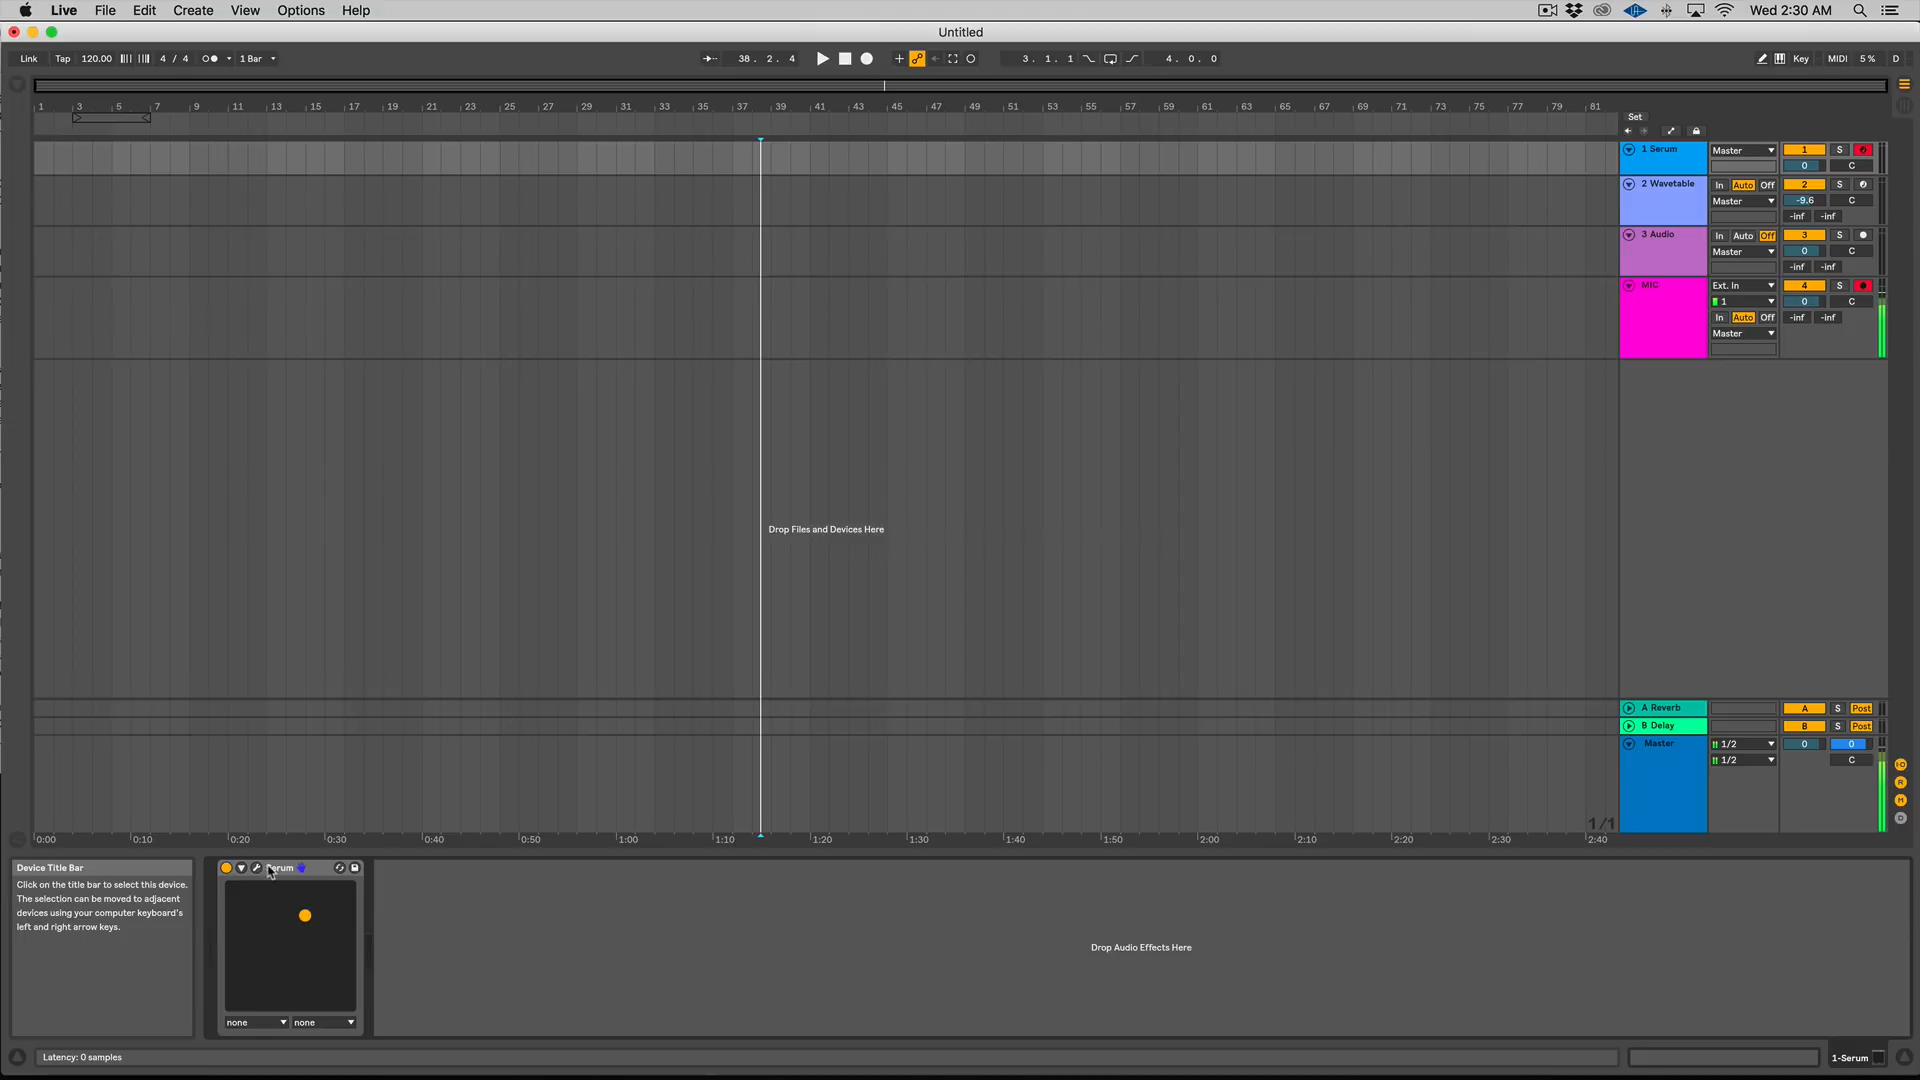 Live File Edit Create View Options Help
Wed 2:30 AM
Untitled
Link Tap 120.00 4 / 4 1 Bar
38. 2. 4
3. 1. 1
4. 0. 0
Key MIDI 5 % D
1 3 5 7 9 11 13 15 17 19 21 23 25 27 29 31 33 35 37 39 41 43 45 47 49 51 53 55 57 59 61 63 65 67 69 71 73 75 77 79 81
Set
1 Serum Master 1 S
0 C
2 Wavetable In Auto Off 2 S
Master -9.6 C
-inf -inf
3 Audio In Auto Off 3 S
Master 0 C
-inf -inf
MIC Ext. In 4 S
1 0 C
In Auto Off -inf -inf
Master
Drop Files and Devices Here
A Reverb A S Post
B Delay B S Post
Master 1/2 0 0
1/2 C
1/1
0:00 0:10 0:20 0:30 0:40 0:50 1:00 1:10 1:20 1:30 1:40 1:50 2:00 2:10 2:20 2:30 2:40
R
M
D
Device Title Bar
Click on the title bar to select this device.
The selection can be moved to adjacent
devices using your computer keyboard's
left and right arrow keys.
Serum
none none
Drop Audio Effects Here
Latency: 0 samples
1-Serum